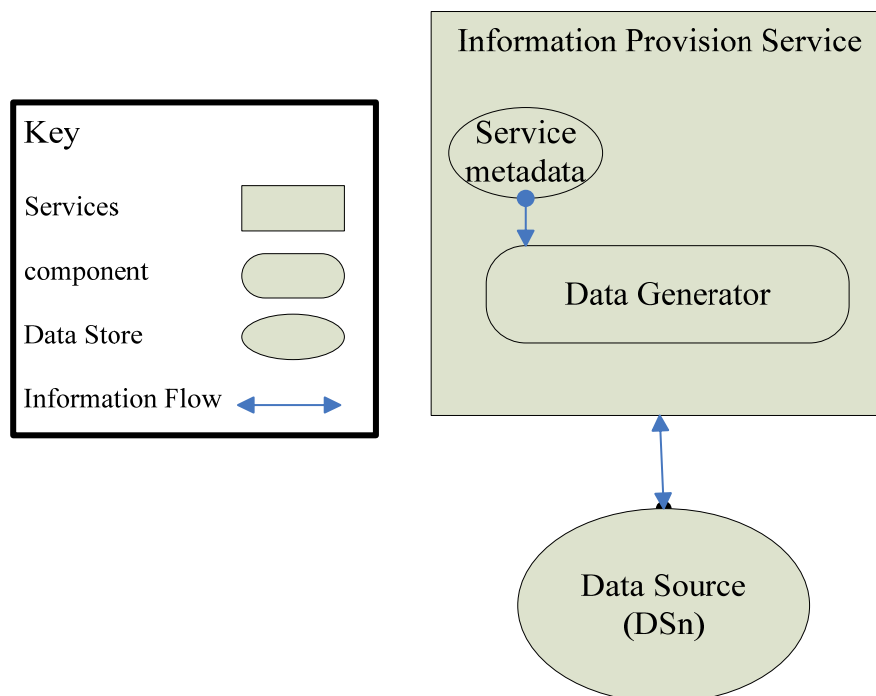 Key
Services
component
Data Store
Information Flow
Information Provision Service
Service
metadata
Data Generator
Data Source
(DSn)